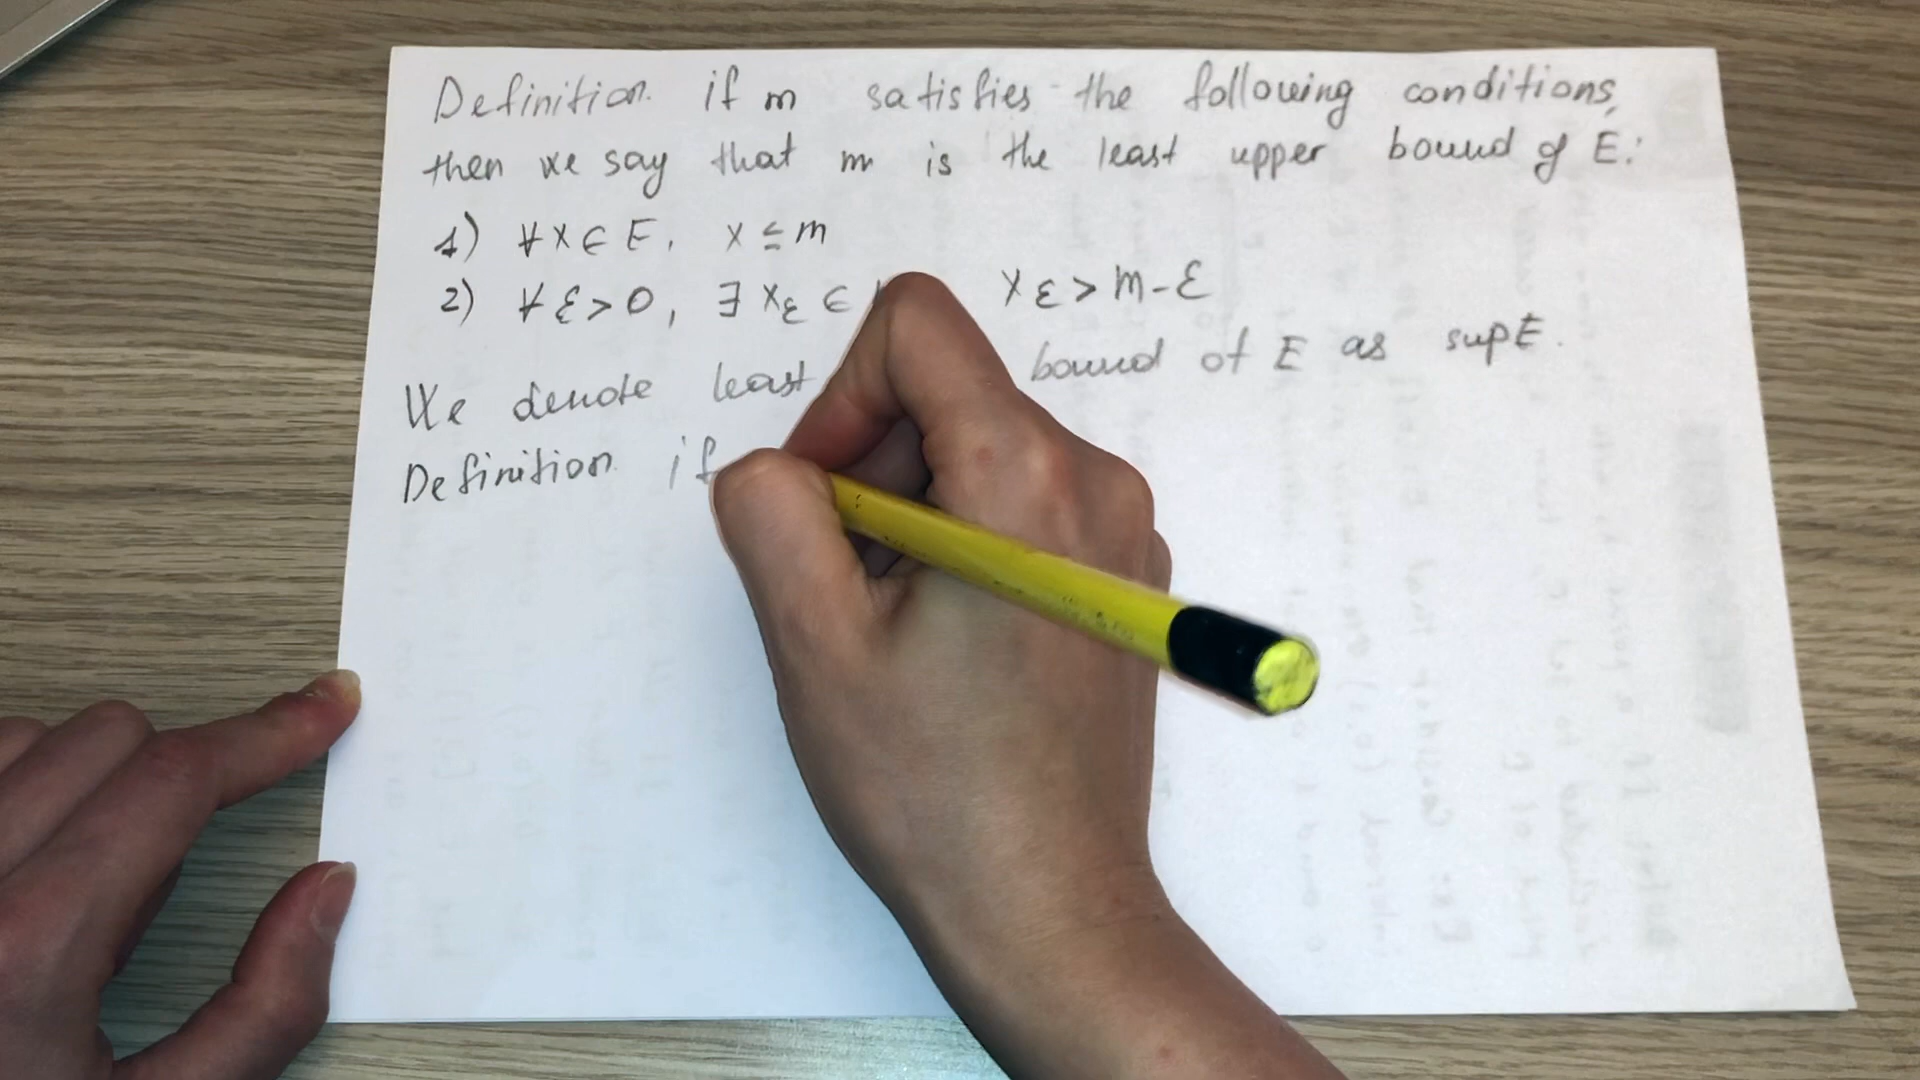 Definition. if m satisfies the following conditions,
then we say that m is the least upper bound of E:
1) ∀x∈E, x≤m
2) ∀ε>0, ∃xε∈ xε>m-ε
We denote least bound of E as supE.
Definition. if